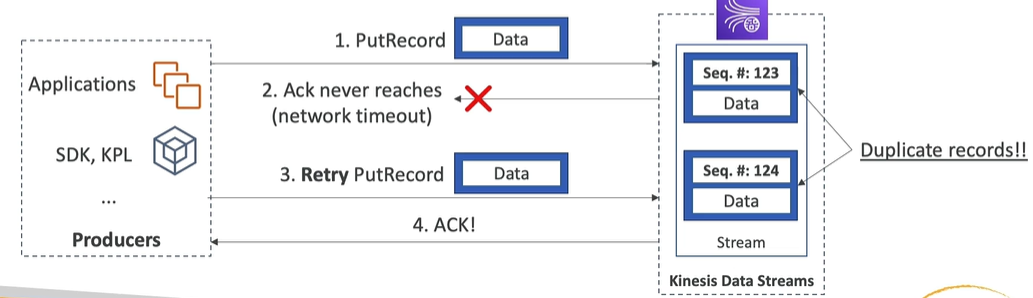 1. PutRecord
Data
Applications
2. Ack never reaches
(network timeout)
Seq. #: 123
Data
SDK, KPL
Duplicate records!!
3. Retry PutRecord
Data
Seq. #: 124
Data
...
4. ACK!
Producers
Stream
Kinesis Data Streams